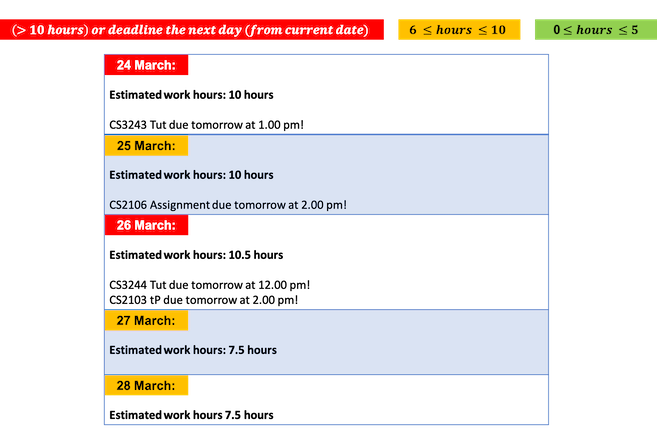 (> 10 hours) or deadline the next day (from current date)
6 ≤ hours ≤ 10
0 ≤ hours ≤ 5
24 March:
Estimated work hours: 10 hours
CS3243 Tut due tomorrow at 1.00 pm!
25 March:
Estimated work hours: 10 hours
CS2106 Assignment due tomorrow at 2.00 pm!
26 March:
Estimated work hours: 10.5 hours
CS3244 Tut due tomorrow at 12.00 pm!
CS2103 tP due tomorrow at 2.00 pm!
27 March:
Estimated work hours: 7.5 hours
28 March:
Estimated work hours 7.5 hours